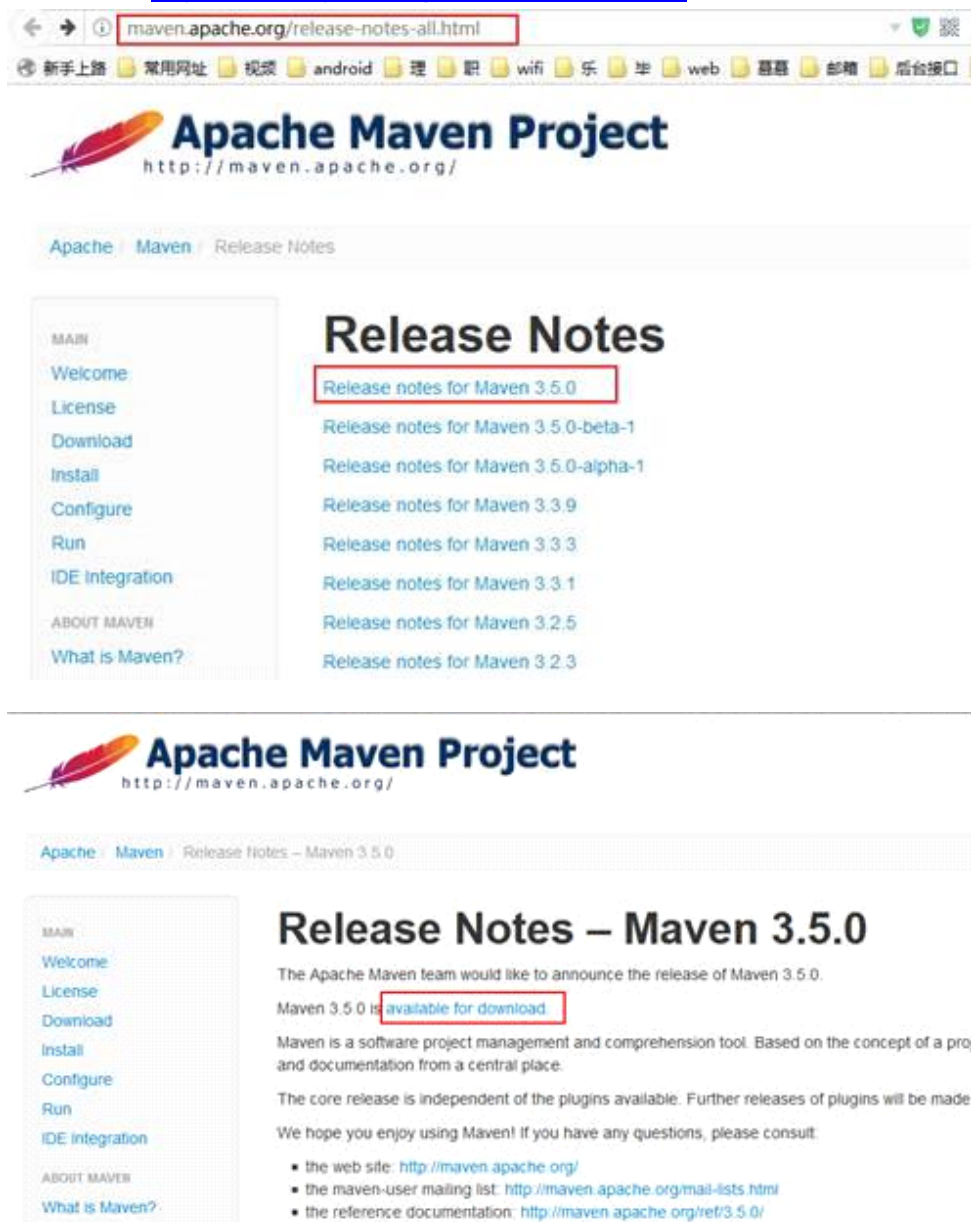 maven.apache.org/release-notes-all.html
新手上路 常用网址 视频 android 理 职 wifi 乐 毕 web 慕慕 邮箱 后台接口
Apache Maven Project
http://maven.apache.org/
Apache / Maven / Release Notes
MAIN
Welcome
License
Download
Install
Configure
Run
IDE Integration
ABOUT MAVEN
What is Maven?
Release Notes
Release notes for Maven 3.5.0
Release notes for Maven 3.5.0-beta-1
Release notes for Maven 3.5.0-alpha-1
Release notes for Maven 3.3.9
Release notes for Maven 3.3.3
Release notes for Maven 3.3.1
Release notes for Maven 3.2.5
Release notes for Maven 3.2.3
Apache Maven Project
http://maven.apache.org/
Apache / Maven / Release Notes – Maven 3.5.0
MAIN
Welcome
License
Download
Install
Configure
Run
IDE Integration
ABOUT MAVEN
What is Maven?
Release Notes – Maven 3.5.0
The Apache Maven team would like to announce the release of Maven 3.5.0.
Maven 3.5.0 is available for download.
Maven is a software project management and comprehension tool. Based on the concept of a proj
and documentation from a central place.
The core release is independent of the plugins available. Further releases of plugins will be made
We hope you enjoy using Maven! If you have any questions, please consult:
• the web site: http://maven.apache.org/
• the maven-user mailing list: http://maven.apache.org/mail-lists.html
• the reference documentation: http://maven.apache.org/ref/3.5.0/